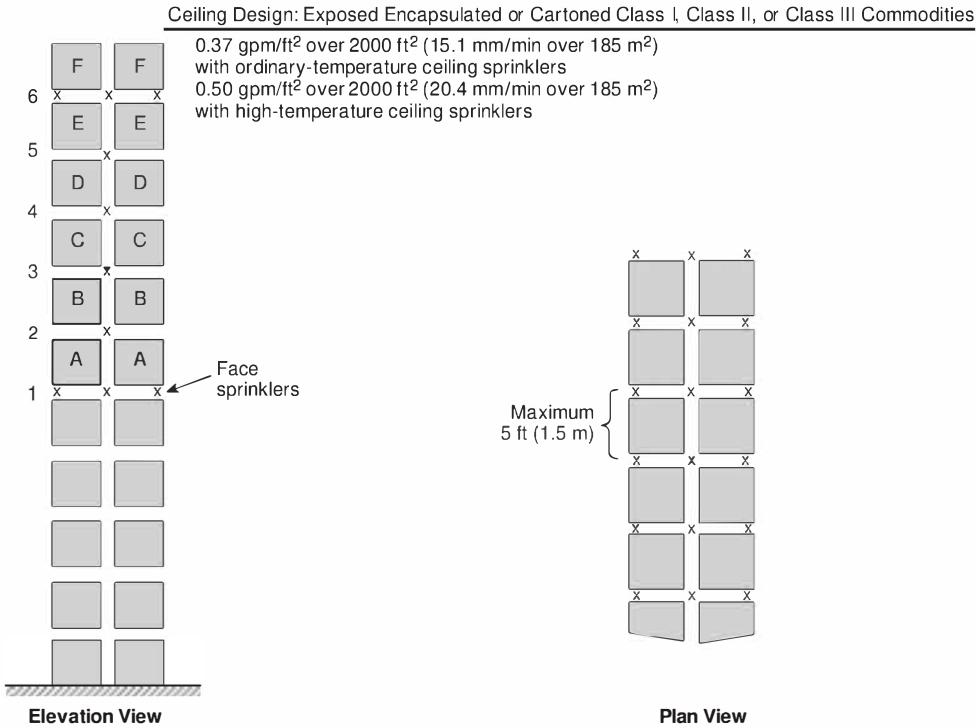 Ceiling Design: Exposed Encapsulated or Cartoned Class I, Class II, or Class III Commodities
0.37 gpm/ft² over 2000 ft² (15.1 mm/min over 185 m²)
with ordinary-temperature ceiling sprinklers
0.50 gpm/ft² over 2000 ft² (20.4 mm/min over 185 m²)
with high-temperature ceiling sprinklers
F F
6 x x x
E E
5 x
D D
4 x
C C
3 x
B B
2 x
A A
1 x x x
Face
sprinklers
x x x
x x x
x x x
Maximum
5 ft (1.5 m)
x x x
x x x
x x x
Elevation View
Plan View